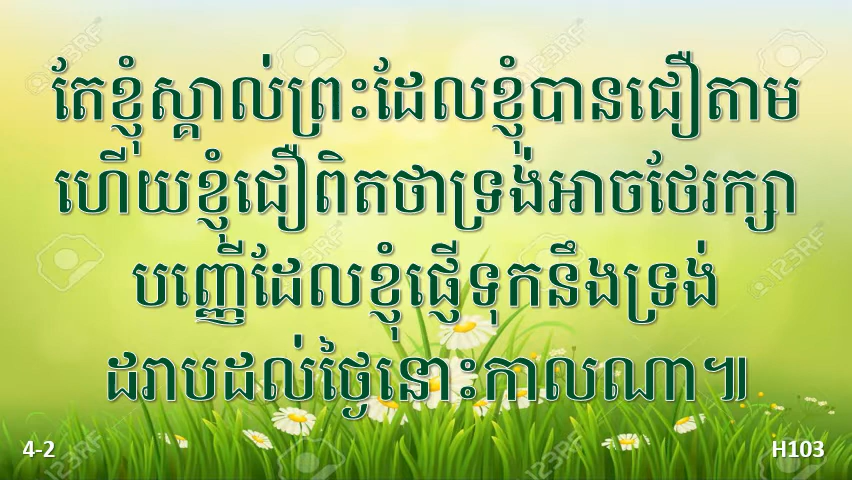 តែខ្ញុំស្គាល់ព្រះដែលខ្ញុំបានជឿតាម
ហើយខ្ញុំជឿពិតថាទ្រង់អាចថែរក្សា
បញ្ញើដែលខ្ញុំផ្ញើទុកនឹងទ្រង់
ដរាបដល់ថ្ងៃនោះកាលណា៕
4-2
H103